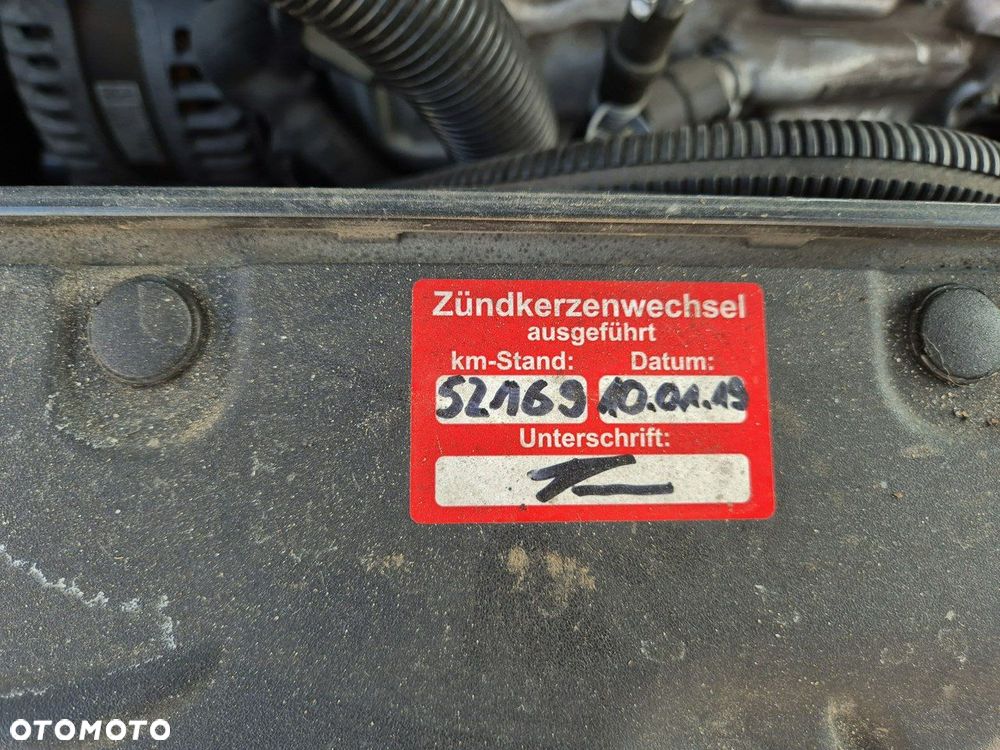 Zündkerzenwechsel
ausgeführt
km-Stand: Datum:
52169 10.01.19
Unterschrift:
OTOMOTO